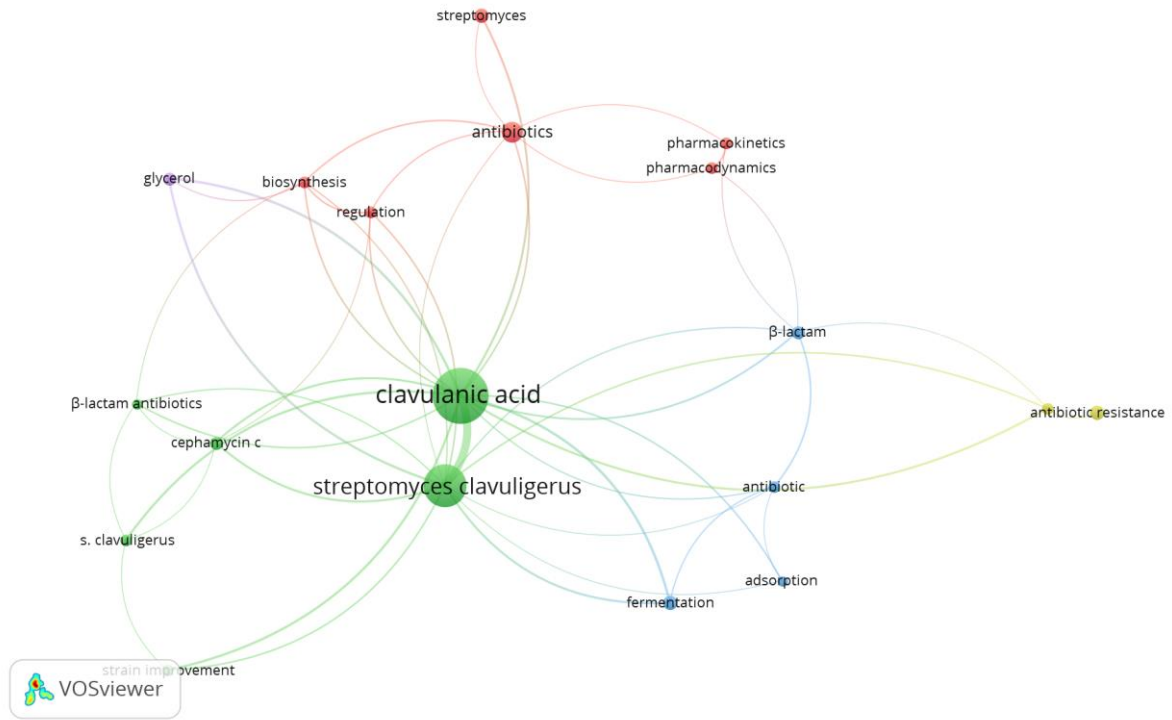 streptomyces
antibiotics
pharmacokinetics
pharmacodynamics
glycerol
biosynthesis
regulation
β-lactam
clavulanic acid
β-lactam antibiotics
antibiotic resistance
cephamycin c
streptomyces clavuligerus
antibiotic
s. clavuligerus
adsorption
fermentation
strain improvement
VOSviewer